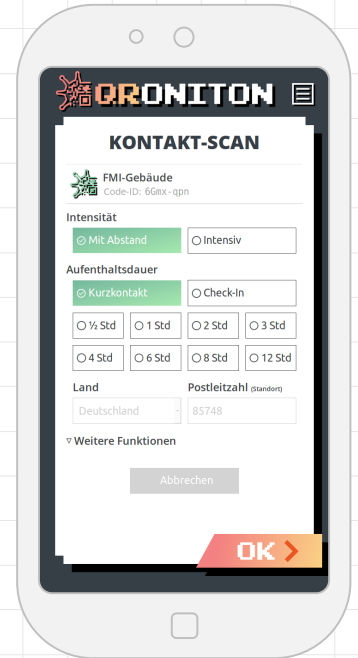 QRONITON
KONTAKT-SCAN
FMI-Gebäude
Code-ID: 6Gmx-qpn
Intensität
Mit Abstand
Intensiv
Aufenthaltsdauer
Kurzkontakt
Check-In
½ Std
1 Std
2 Std
3 Std
4 Std
6 Std
8 Std
12 Std
Land
Postleitzahl (Standort)
Deutschland
85748
▿ Weitere Funktionen
Abbrechen
OK